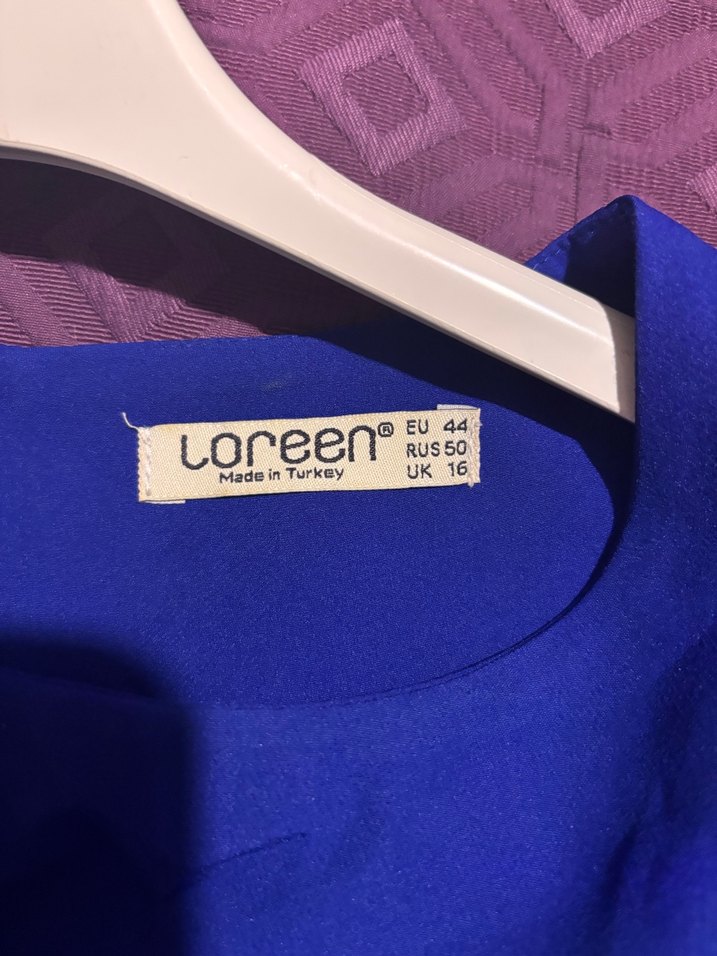 Loreen®
Made in Turkey
EU 44
RUS 50
UK 16